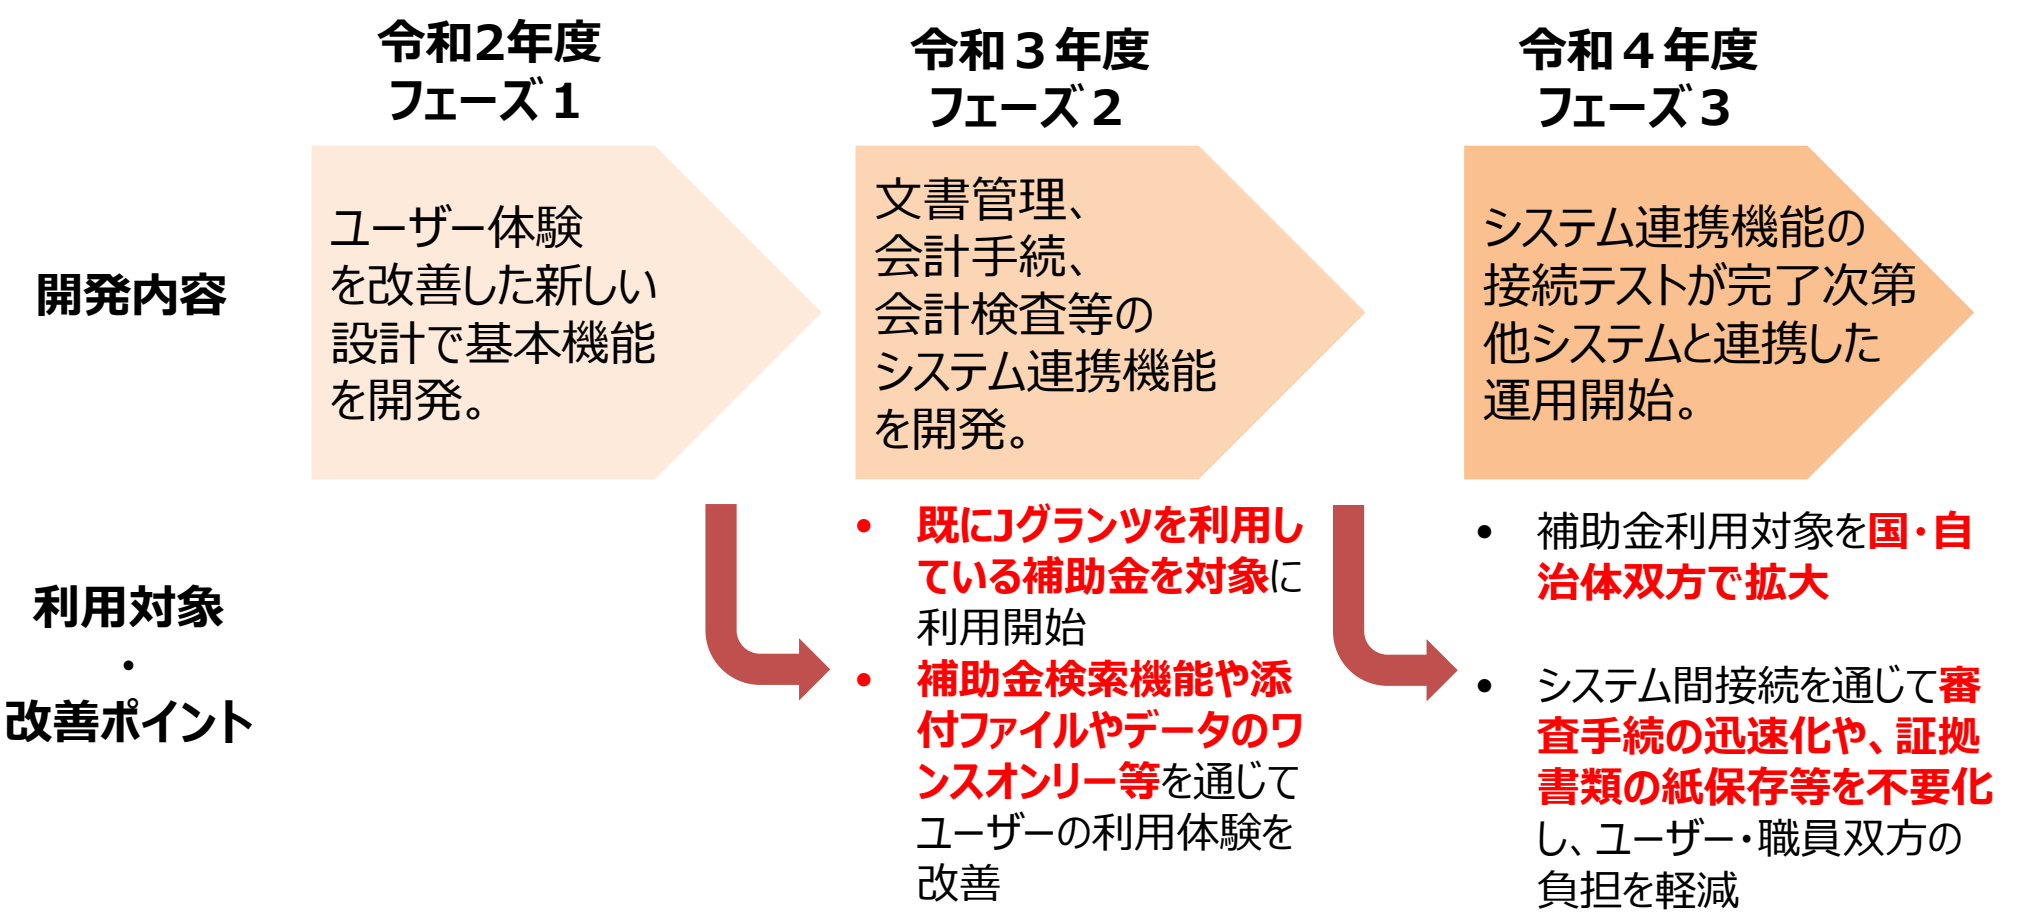 令和2年度
フェーズ１
令和３年度
フェーズ２
令和４年度
フェーズ３
開発内容
ユーザー体験
を改善した新しい
設計で基本機能
を開発。
文書管理、
会計手続、
会計検査等の
システム連携機能
を開発。
システム連携機能の
接続テストが完了次第
他システムと連携した
運用開始。
利用対象
・
改善ポイント
• 既にJグランツを利用し
ている補助金を対象に
利用開始
• 補助金検索機能や添
付ファイルやデータのワ
ンスオンリー等を通じて
ユーザーの利用体験を
改善
• 補助金利用対象を国・自
治体双方で拡大
• システム間接続を通じて審
査手続の迅速化や、証拠
書類の紙保存等を不要化
し、ユーザー・職員双方の
負担を軽減